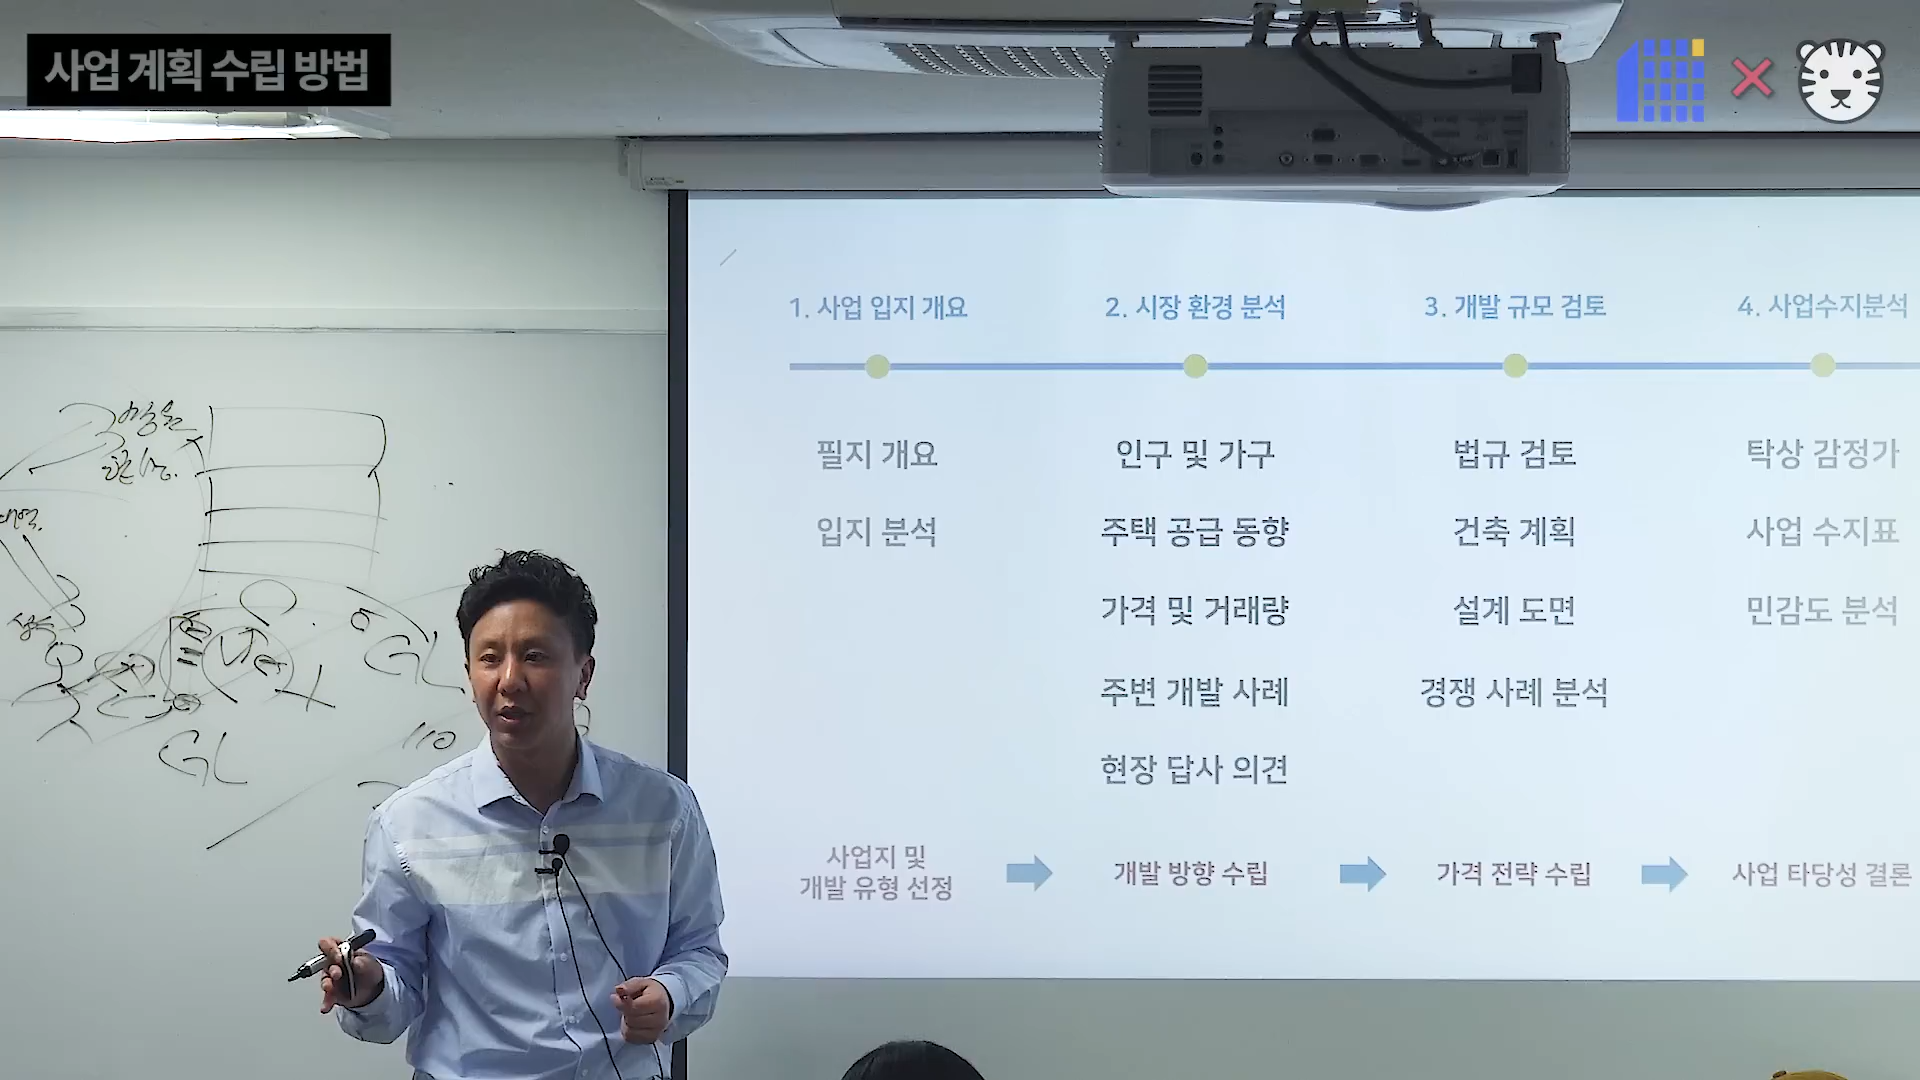 사업 계획 수립 방법
1. 사업 입지 개요
2. 시장 환경 분석
3. 개발 규모 검토
4. 사업수지분석
필지 개요
인구 및 가구
법규 검토
탁상 감정가
입지 분석
주택 공급 동향
건축 계획
사업 수지표
가격 및 거래량
설계 도면
민감도 분석
주변 개발 사례
경쟁 사례 분석
현장 답사 의견
사업지 및
개발 유형 선정
개발 방향 수립
가격 전략 수립
사업 타당성 결론
GL
GL
110